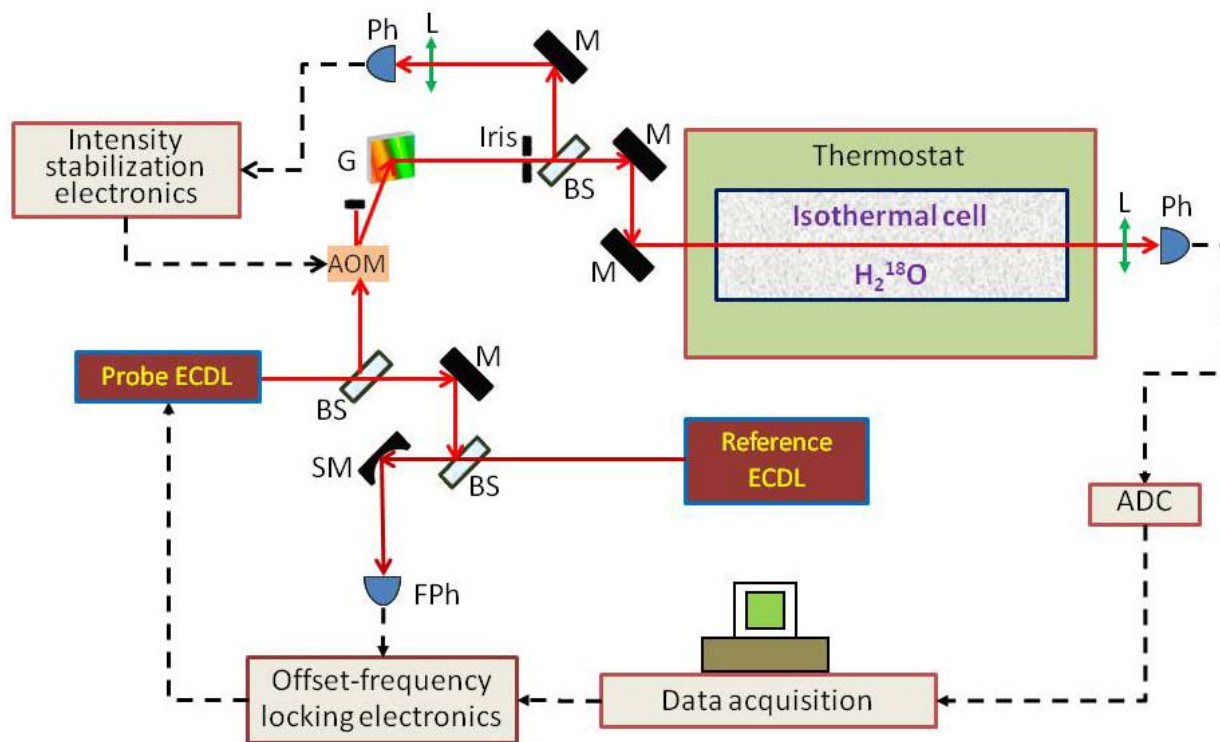 Ph
L
M
Intensity
stabilization
electronics
G
Iris
BS
M
M
Thermostat
Isothermal cell
H₂¹⁸O
L
Ph
AOM
Probe ECDL
BS
M
SM
BS
Reference
ECDL
ADC
FPh
Offset-frequency
locking electronics
Data acquisition